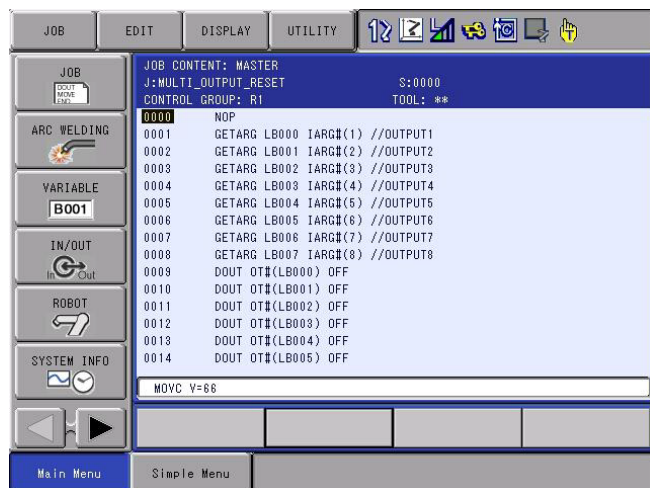 JOB EDIT DISPLAY UTILITY
JOB
DOUT
MOVE
END
ARC WELDING
VARIABLE
B001
IN/OUT
In Out
ROBOT
SYSTEM INFO
JOB CONTENT: MASTER
J:MULTI_OUTPUT_RESET S:0000
CONTROL GROUP: R1 TOOL: **
0000 NOP
0001 GETARG LB000 IARG#(1) //OUTPUT1
0002 GETARG LB001 IARG#(2) //OUTPUT2
0003 GETARG LB002 IARG#(3) //OUTPUT3
0004 GETARG LB003 IARG#(4) //OUTPUT4
0005 GETARG LB004 IARG#(5) //OUTPUT5
0006 GETARG LB005 IARG#(6) //OUTPUT6
0007 GETARG LB006 IARG#(7) //OUTPUT7
0008 GETARG LB007 IARG#(8) //OUTPUT8
0009 DOUT OT#(LB000) OFF
0010 DOUT OT#(LB001) OFF
0011 DOUT OT#(LB002) OFF
0012 DOUT OT#(LB003) OFF
0013 DOUT OT#(LB004) OFF
0014 DOUT OT#(LB005) OFF
MOVC V=66
Main Menu Simple Menu